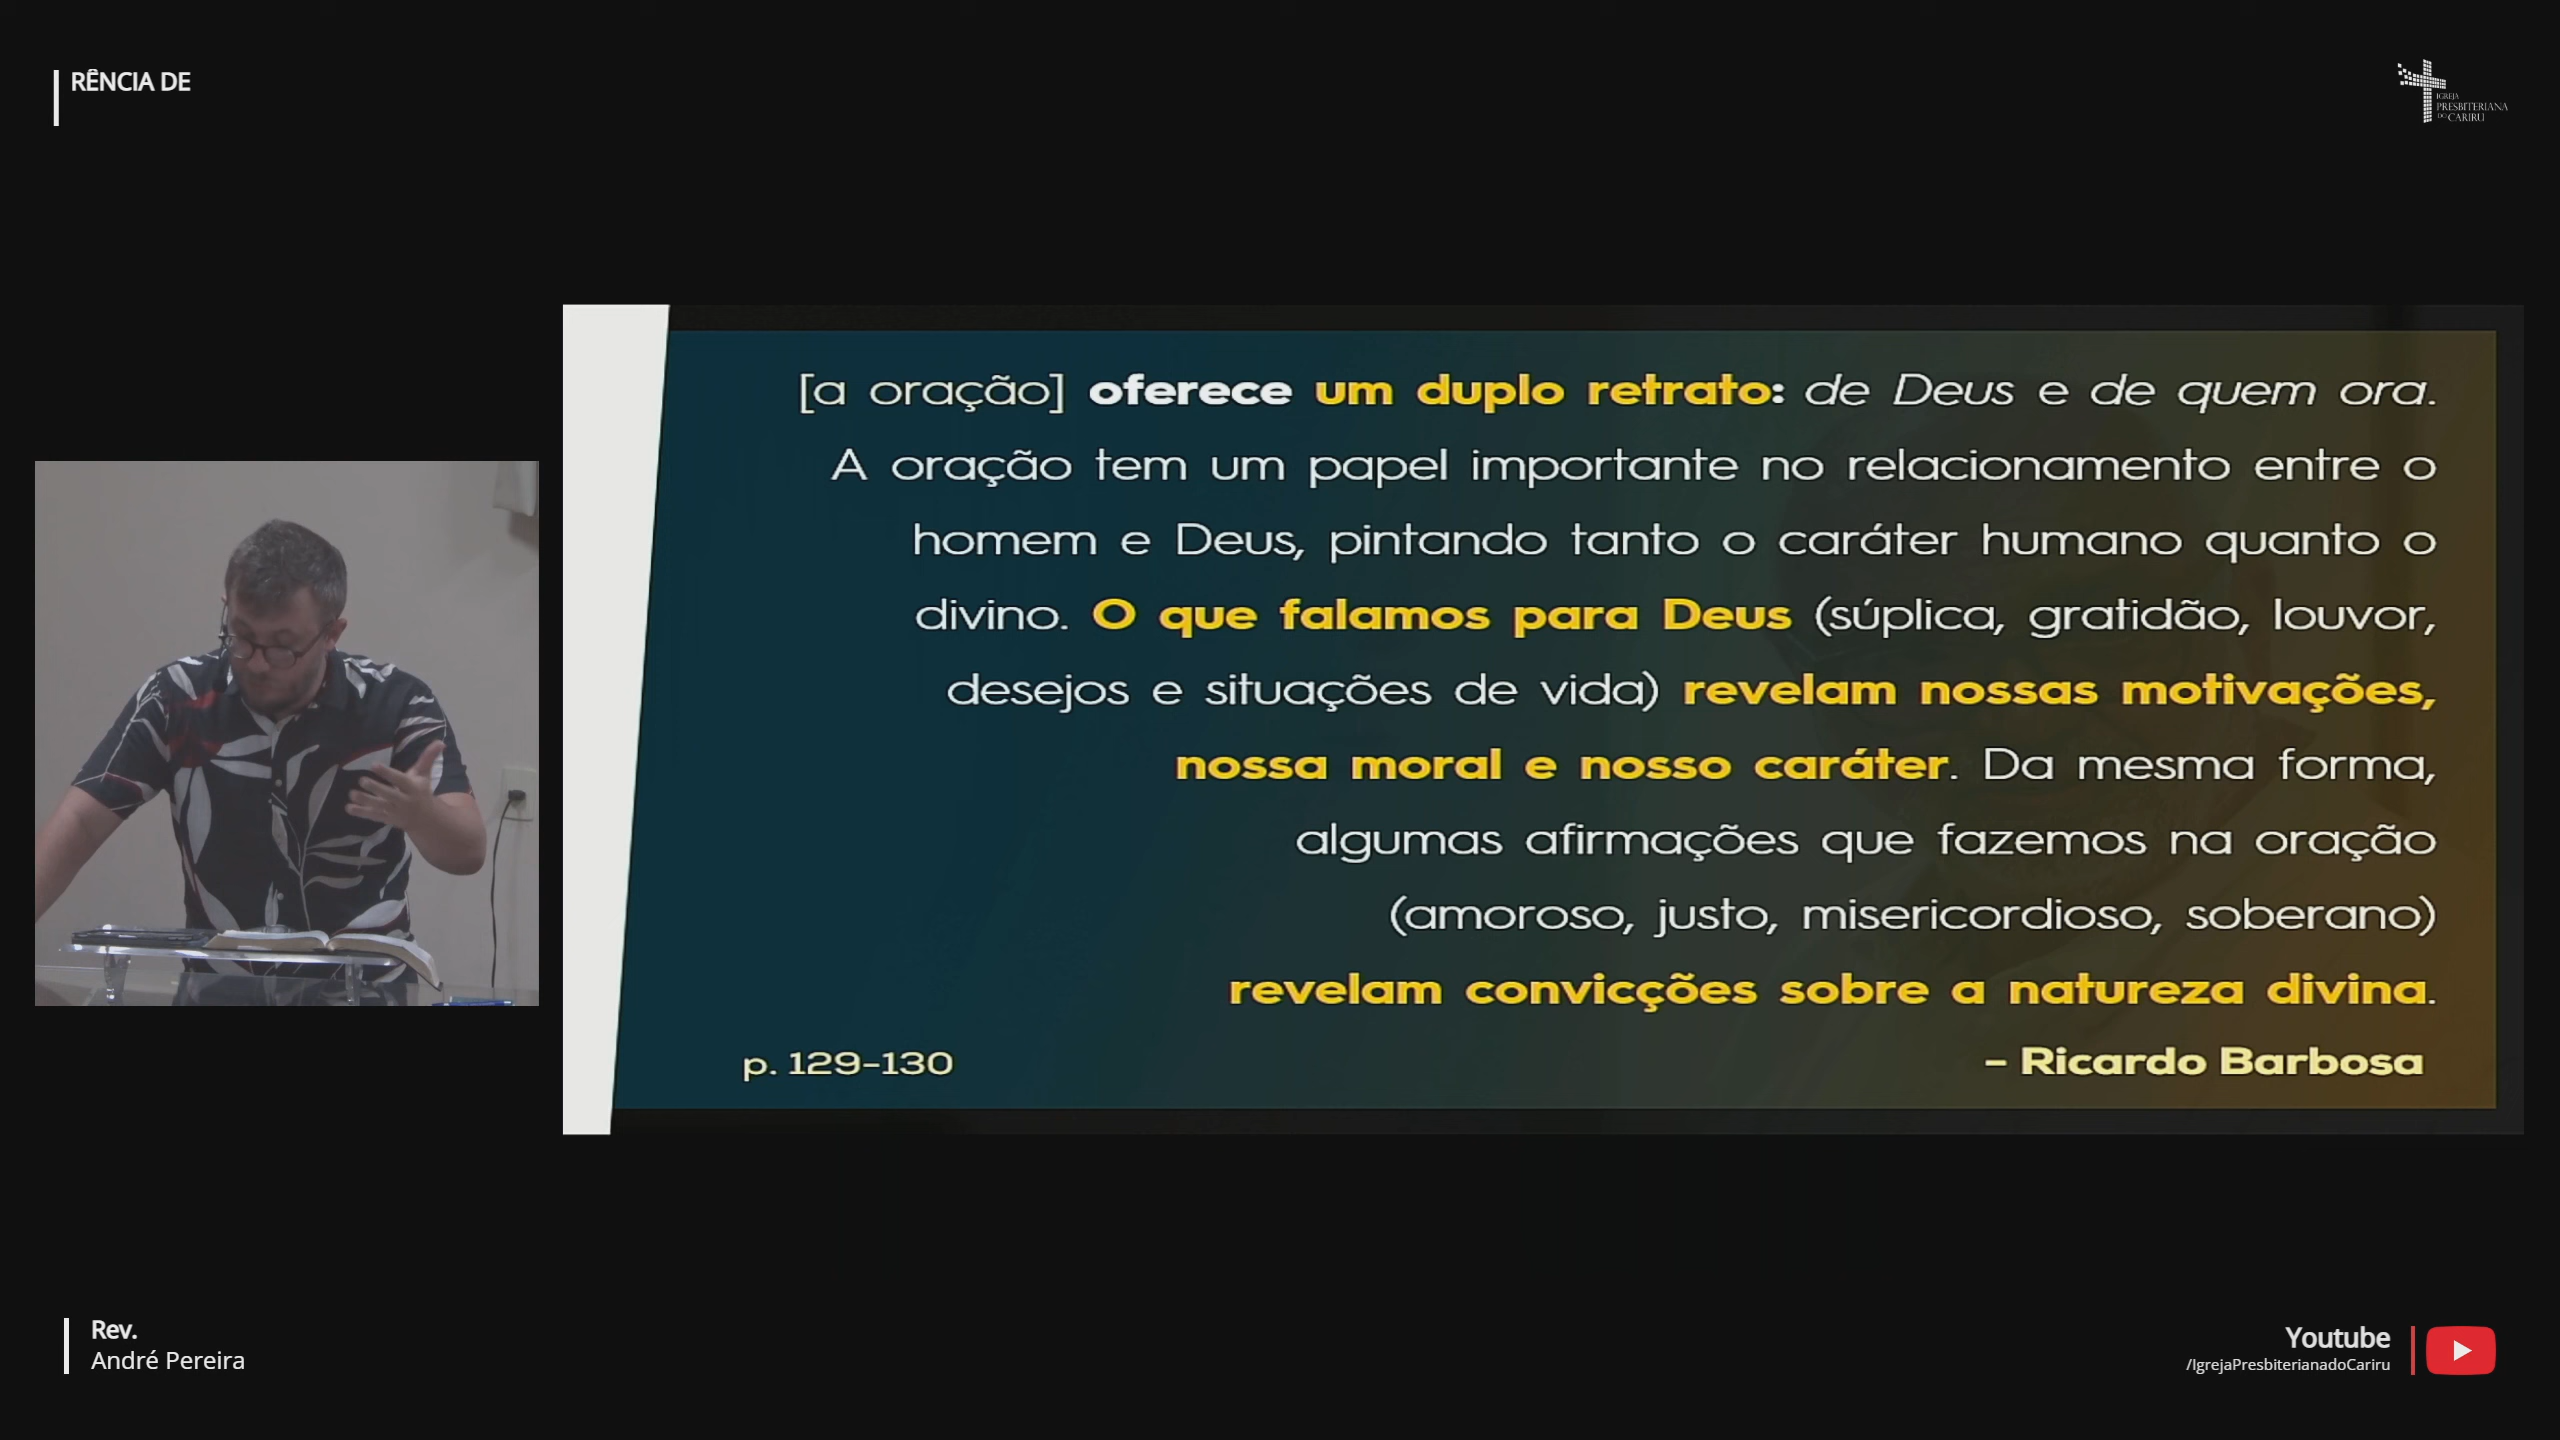 RÊNCIA DE
IGREJA
PRESBITERIANA
DO CARIRU
[a oração] oferece um duplo retrato: de Deus e de quem ora.
A oração tem um papel importante no relacionamento entre o
homem e Deus, pintando tanto o caráter humano quanto o
divino. O que falamos para Deus (súplica, gratidão, louvor,
desejos e situações de vida) revelam nossas motivações,
nossa moral e nosso caráter. Da mesma forma,
algumas afirmações que fazemos na oração
(amoroso, justo, misericordioso, soberano)
revelam convicções sobre a natureza divina.
p. 129-130
– Ricardo Barbosa
Rev.
André Pereira
Youtube
/IgrejaPresbiterianadoCariru